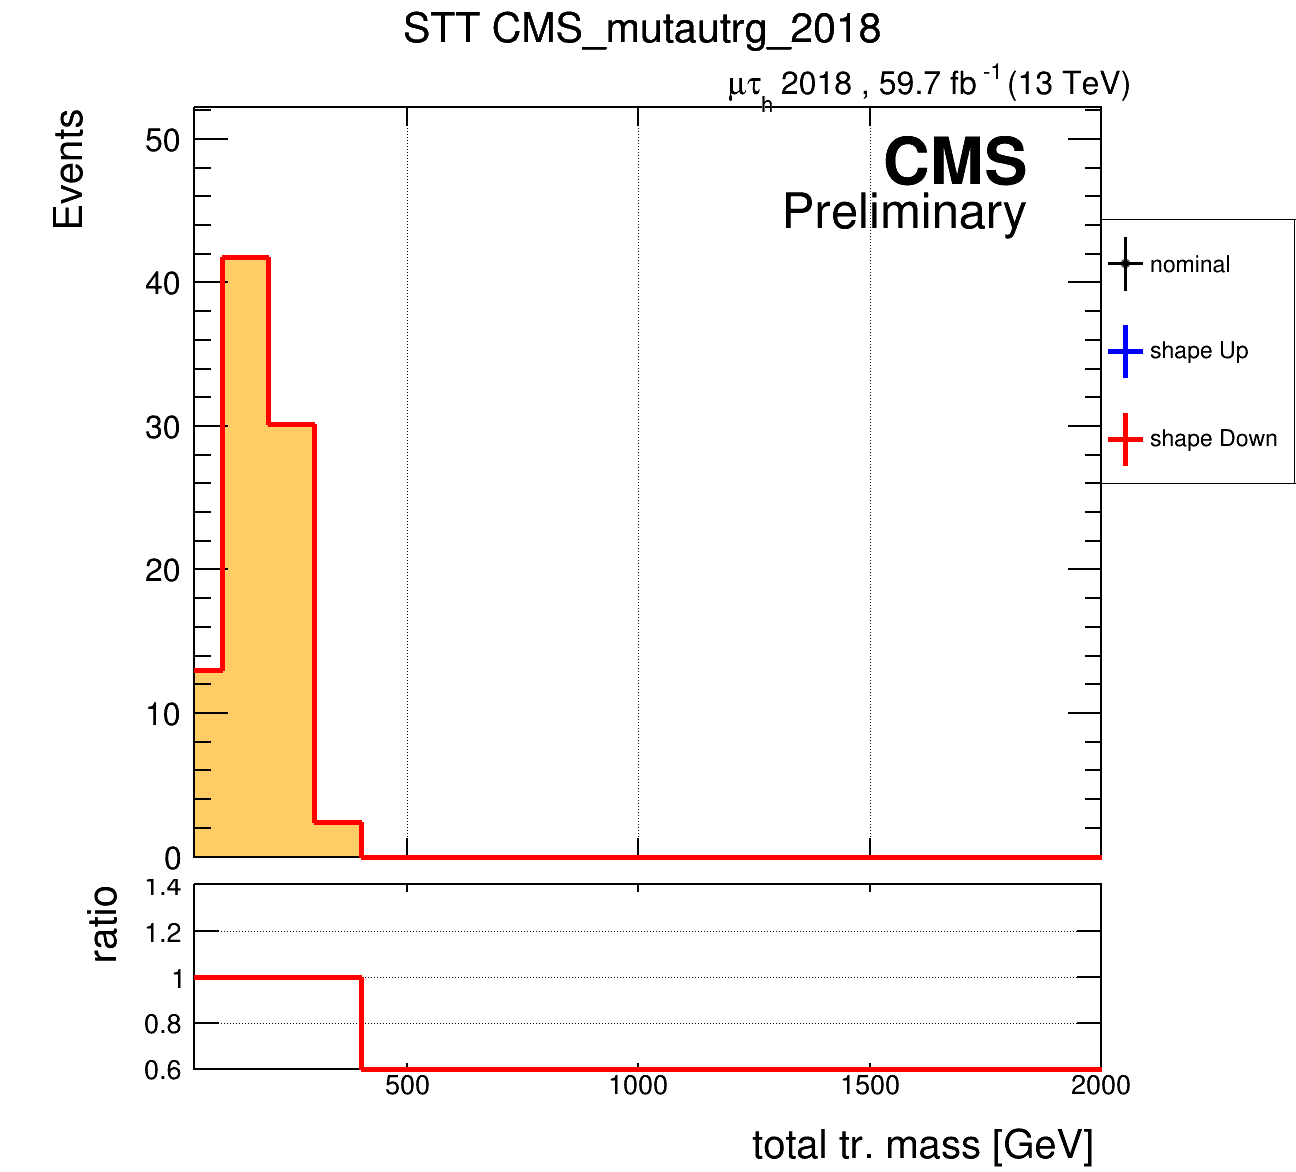 STT CMS_mutautrg_2018
μτh 2018 , 59.7 fb-1 (13 TeV)
Events
50
40
30
20
10
0
CMS
Preliminary
nominal
shape Up
shape Down
ratio
1.4
1.2
1
0.8
0.6
500 1000 1500 2000
total tr. mass [GeV]